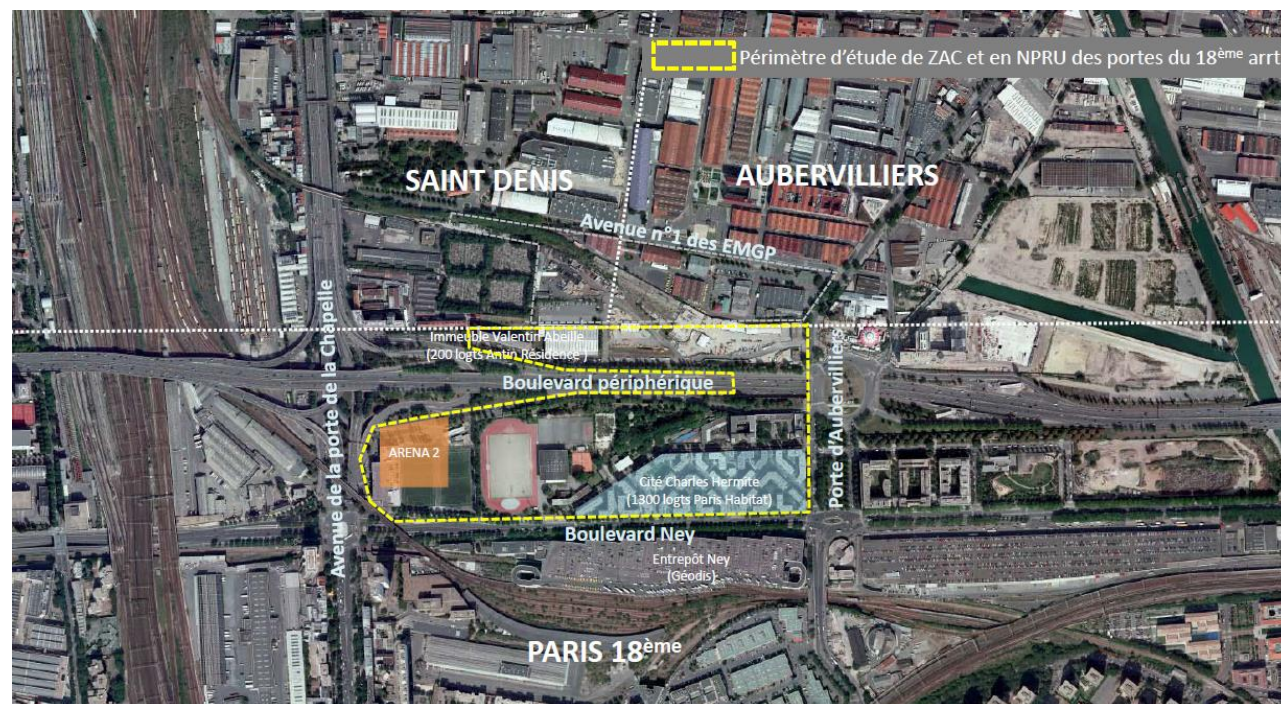 Périmètre d'étude de ZAC et en NPRU des portes du 18ème arrt
SAINT DENIS
AUBERVILLIERS
Avenue n°1 des EMGP
Immeuble Valentin Abeille
(200 logts Antin Résidence )
Boulevard périphérique
Avenue de la porte de la Chapelle
Porte d'Aubervilliers
ARENA 2
Cité Charles Hermite
(1300 logts Paris Habitat)
Boulevard Ney
Entrepôt Ney
(Géodis)
PARIS 18ème